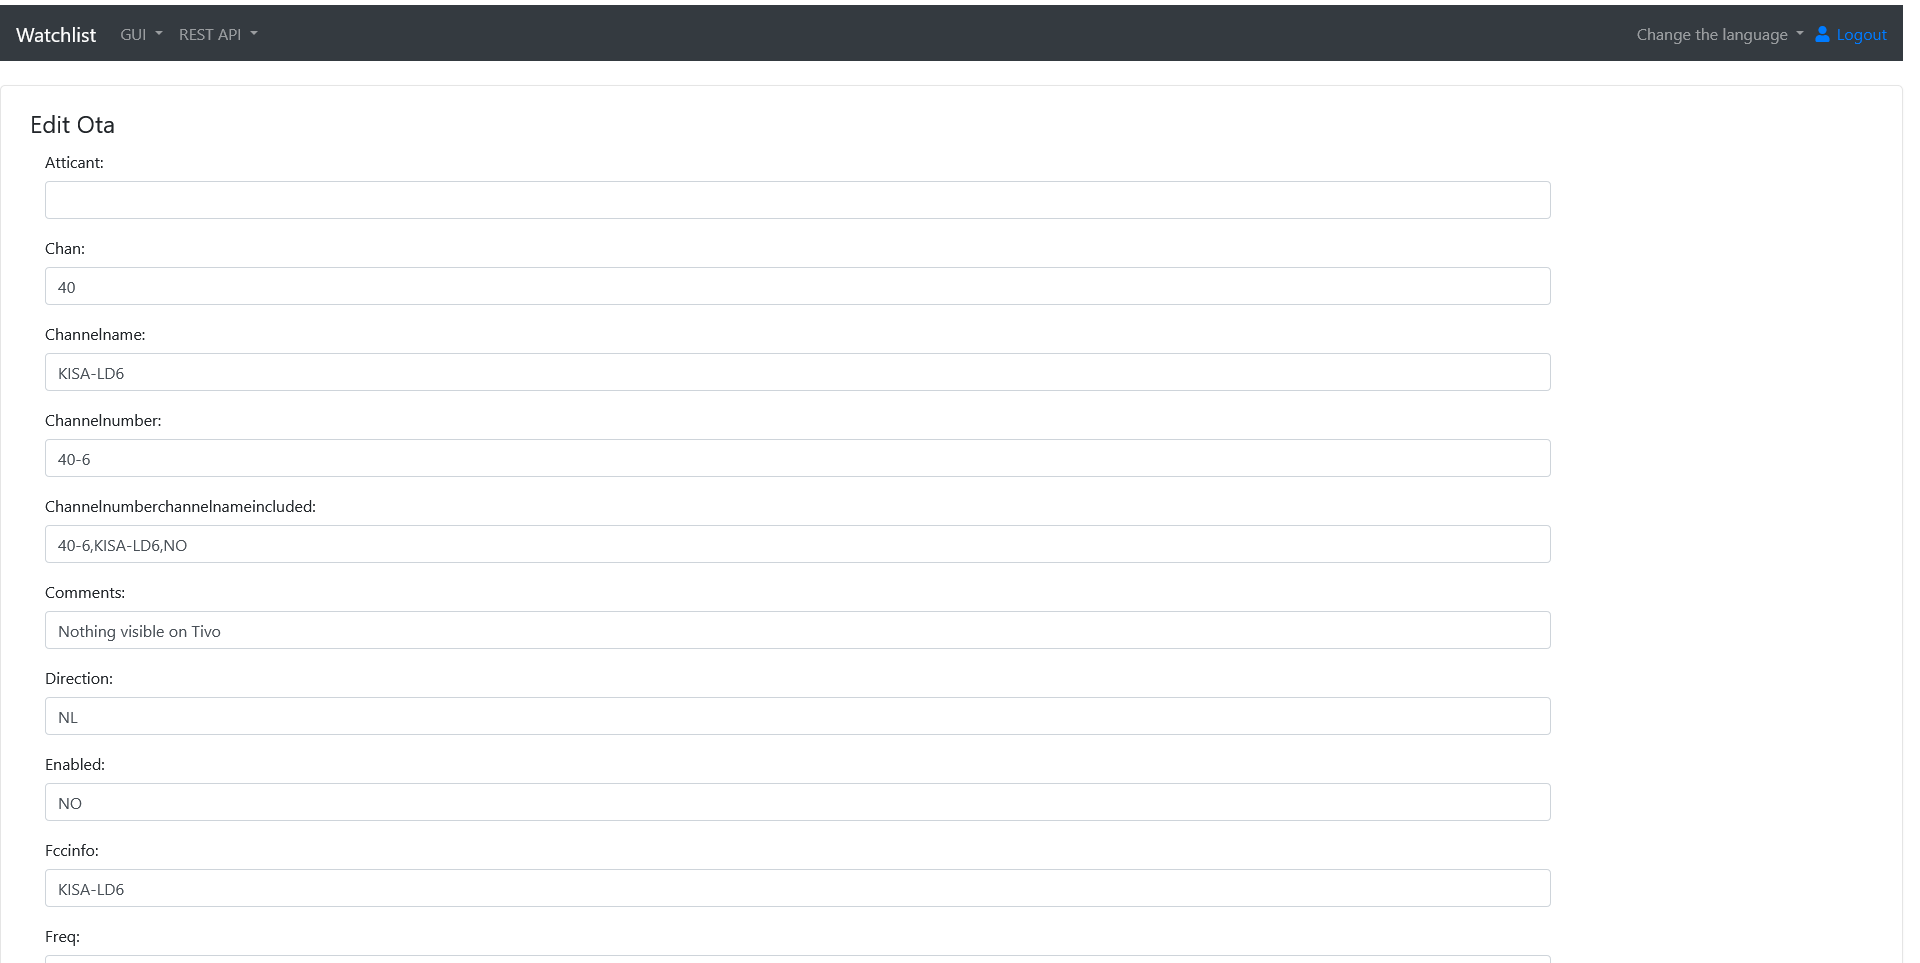 Watchlist GUI REST API Change the language Logout
Edit Ota
Atticant:
Chan:
40
Channelname:
KISA-LD6
Channelnumber:
40-6
Channelnumberchannelnameincluded:
40-6,KISA-LD6,NO
Comments:
Nothing visible on Tivo
Direction:
NL
Enabled:
NO
Fccinfo:
KISA-LD6
Freq: